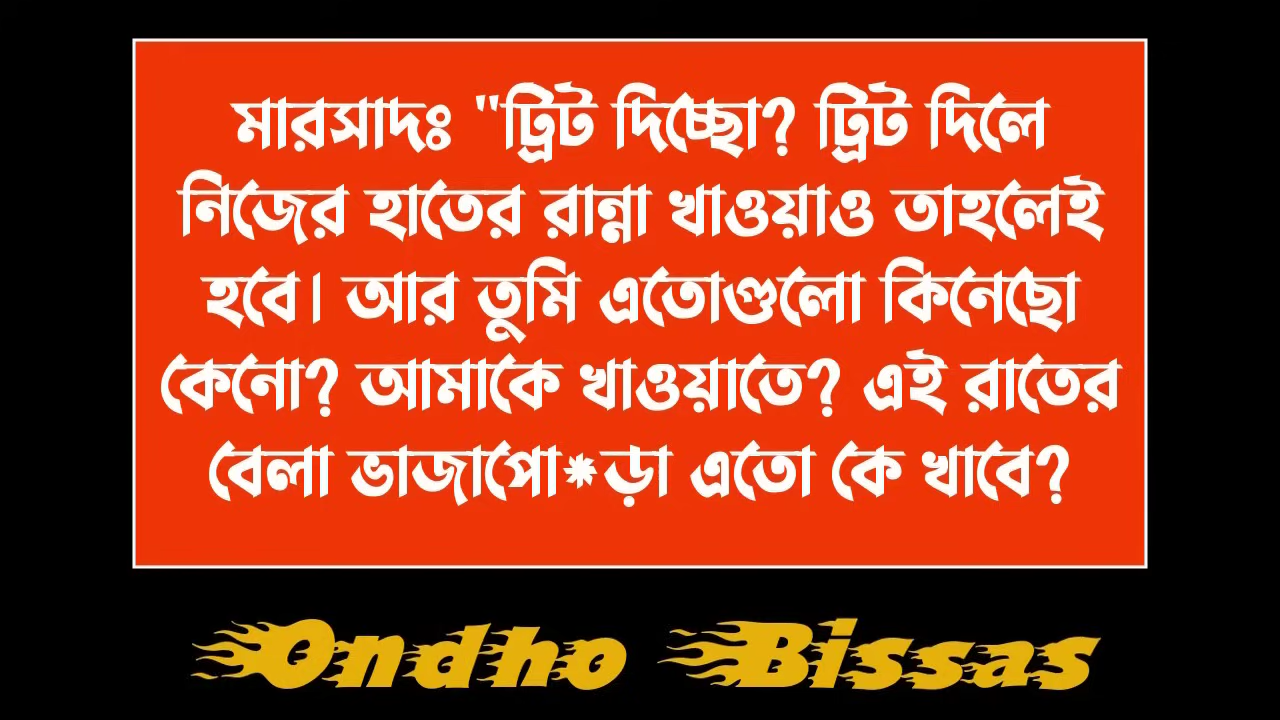 মারসাদঃ "ট্রিট দিচ্ছো? ট্রিট দিলে
নিজের হাতের রান্না খাওয়াও তাহলেই
হবে। আর তুমি এতোগুলো কিনেছো
কেনো? আমাকে খাওয়াতে? এই রাতের
বেলা ভাজাপো*ড়া এতো কে খাবে?
Ondho Bissas